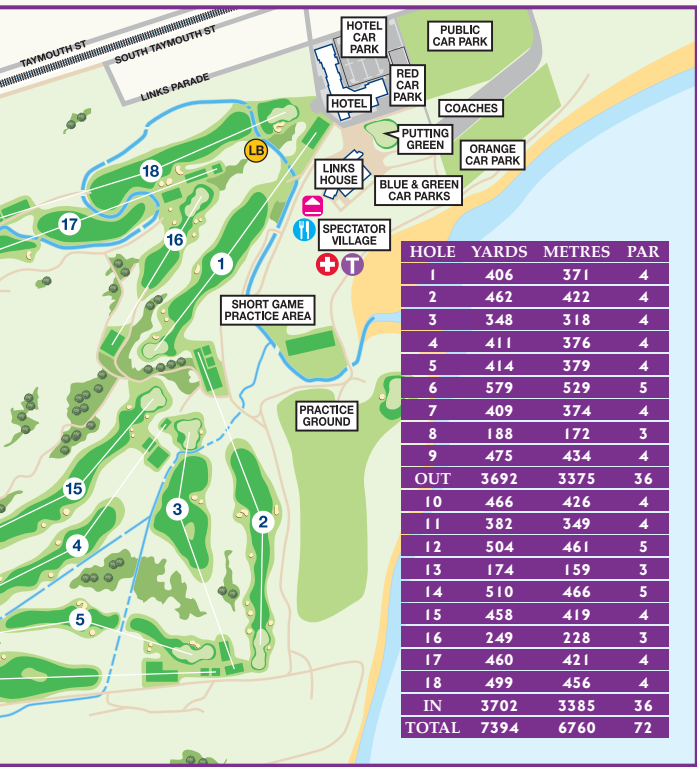 TAYMOUTH ST
SOUTH TAYMOUTH ST
LINKS PARADE
HOTEL
CAR
PARK
PUBLIC
CAR PARK
RED
CAR
PARK
HOTEL
COACHES
PUTTING
GREEN
ORANGE
CAR PARK
LB
LINKS
HOUSE
BLUE & GREEN
CAR PARKS
18
17
16
1
SPECTATOR
VILLAGE
T
SHORT GAME
PRACTICE AREA
PRACTICE
GROUND
15
3
2
4
5
HOLE YARDS METRES PAR
1 406 371 4
2 462 422 4
3 348 318 4
4 411 376 4
5 414 379 4
6 579 529 5
7 409 374 4
8 188 172 3
9 475 434 4
OUT 3692 3375 36
10 466 426 4
11 382 349 4
12 504 461 5
13 174 159 3
14 510 466 5
15 458 419 4
16 249 228 3
17 460 421 4
18 499 456 4
IN 3702 3385 36
TOTAL 7394 6760 72